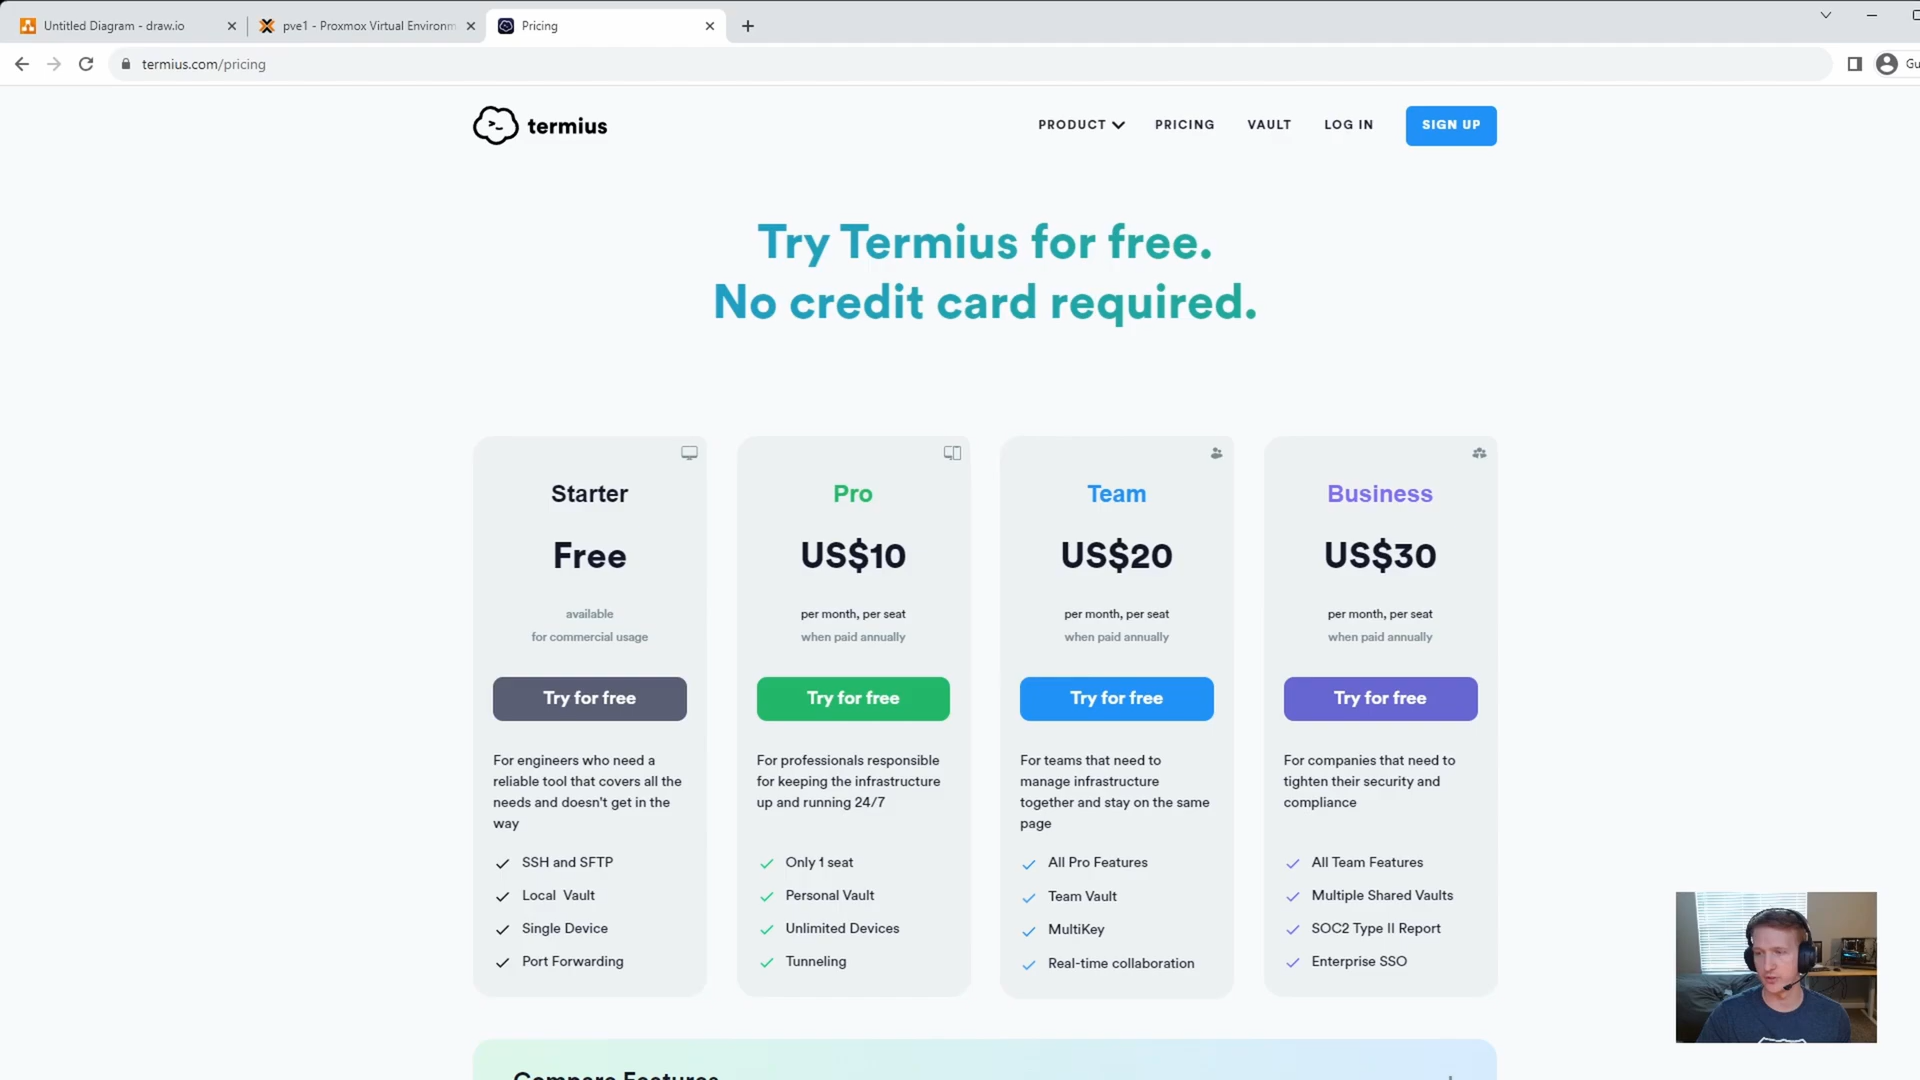 Untitled Diagram - draw.io
pve1 - Proxmox Virtual Environm
Pricing
termius.com/pricing
Gu
termius
PRODUCT
PRICING
VAULT
LOG IN
SIGN UP
Try Termius for free.
No credit card required.
Starter
Free
available
for commercial usage
Try for free
For engineers who need a
reliable tool that covers all the
needs and doesn't get in the
way
SSH and SFTP
Local Vault
Single Device
Port Forwarding
Pro
US$10
per month, per seat
when paid annually
Try for free
For professionals responsible
for keeping the infrastructure
up and running 24/7
Only 1 seat
Personal Vault
Unlimited Devices
Tunneling
Team
US$20
per month, per seat
when paid annually
Try for free
For teams that need to
manage infrastructure
together and stay on the same
page
All Pro Features
Team Vault
MultiKey
Real-time collaboration
Business
US$30
per month, per seat
when paid annually
Try for free
For companies that need to
tighten their security and
compliance
All Team Features
Multiple Shared Vaults
SOC2 Type II Report
Enterprise SSO
Compare Features